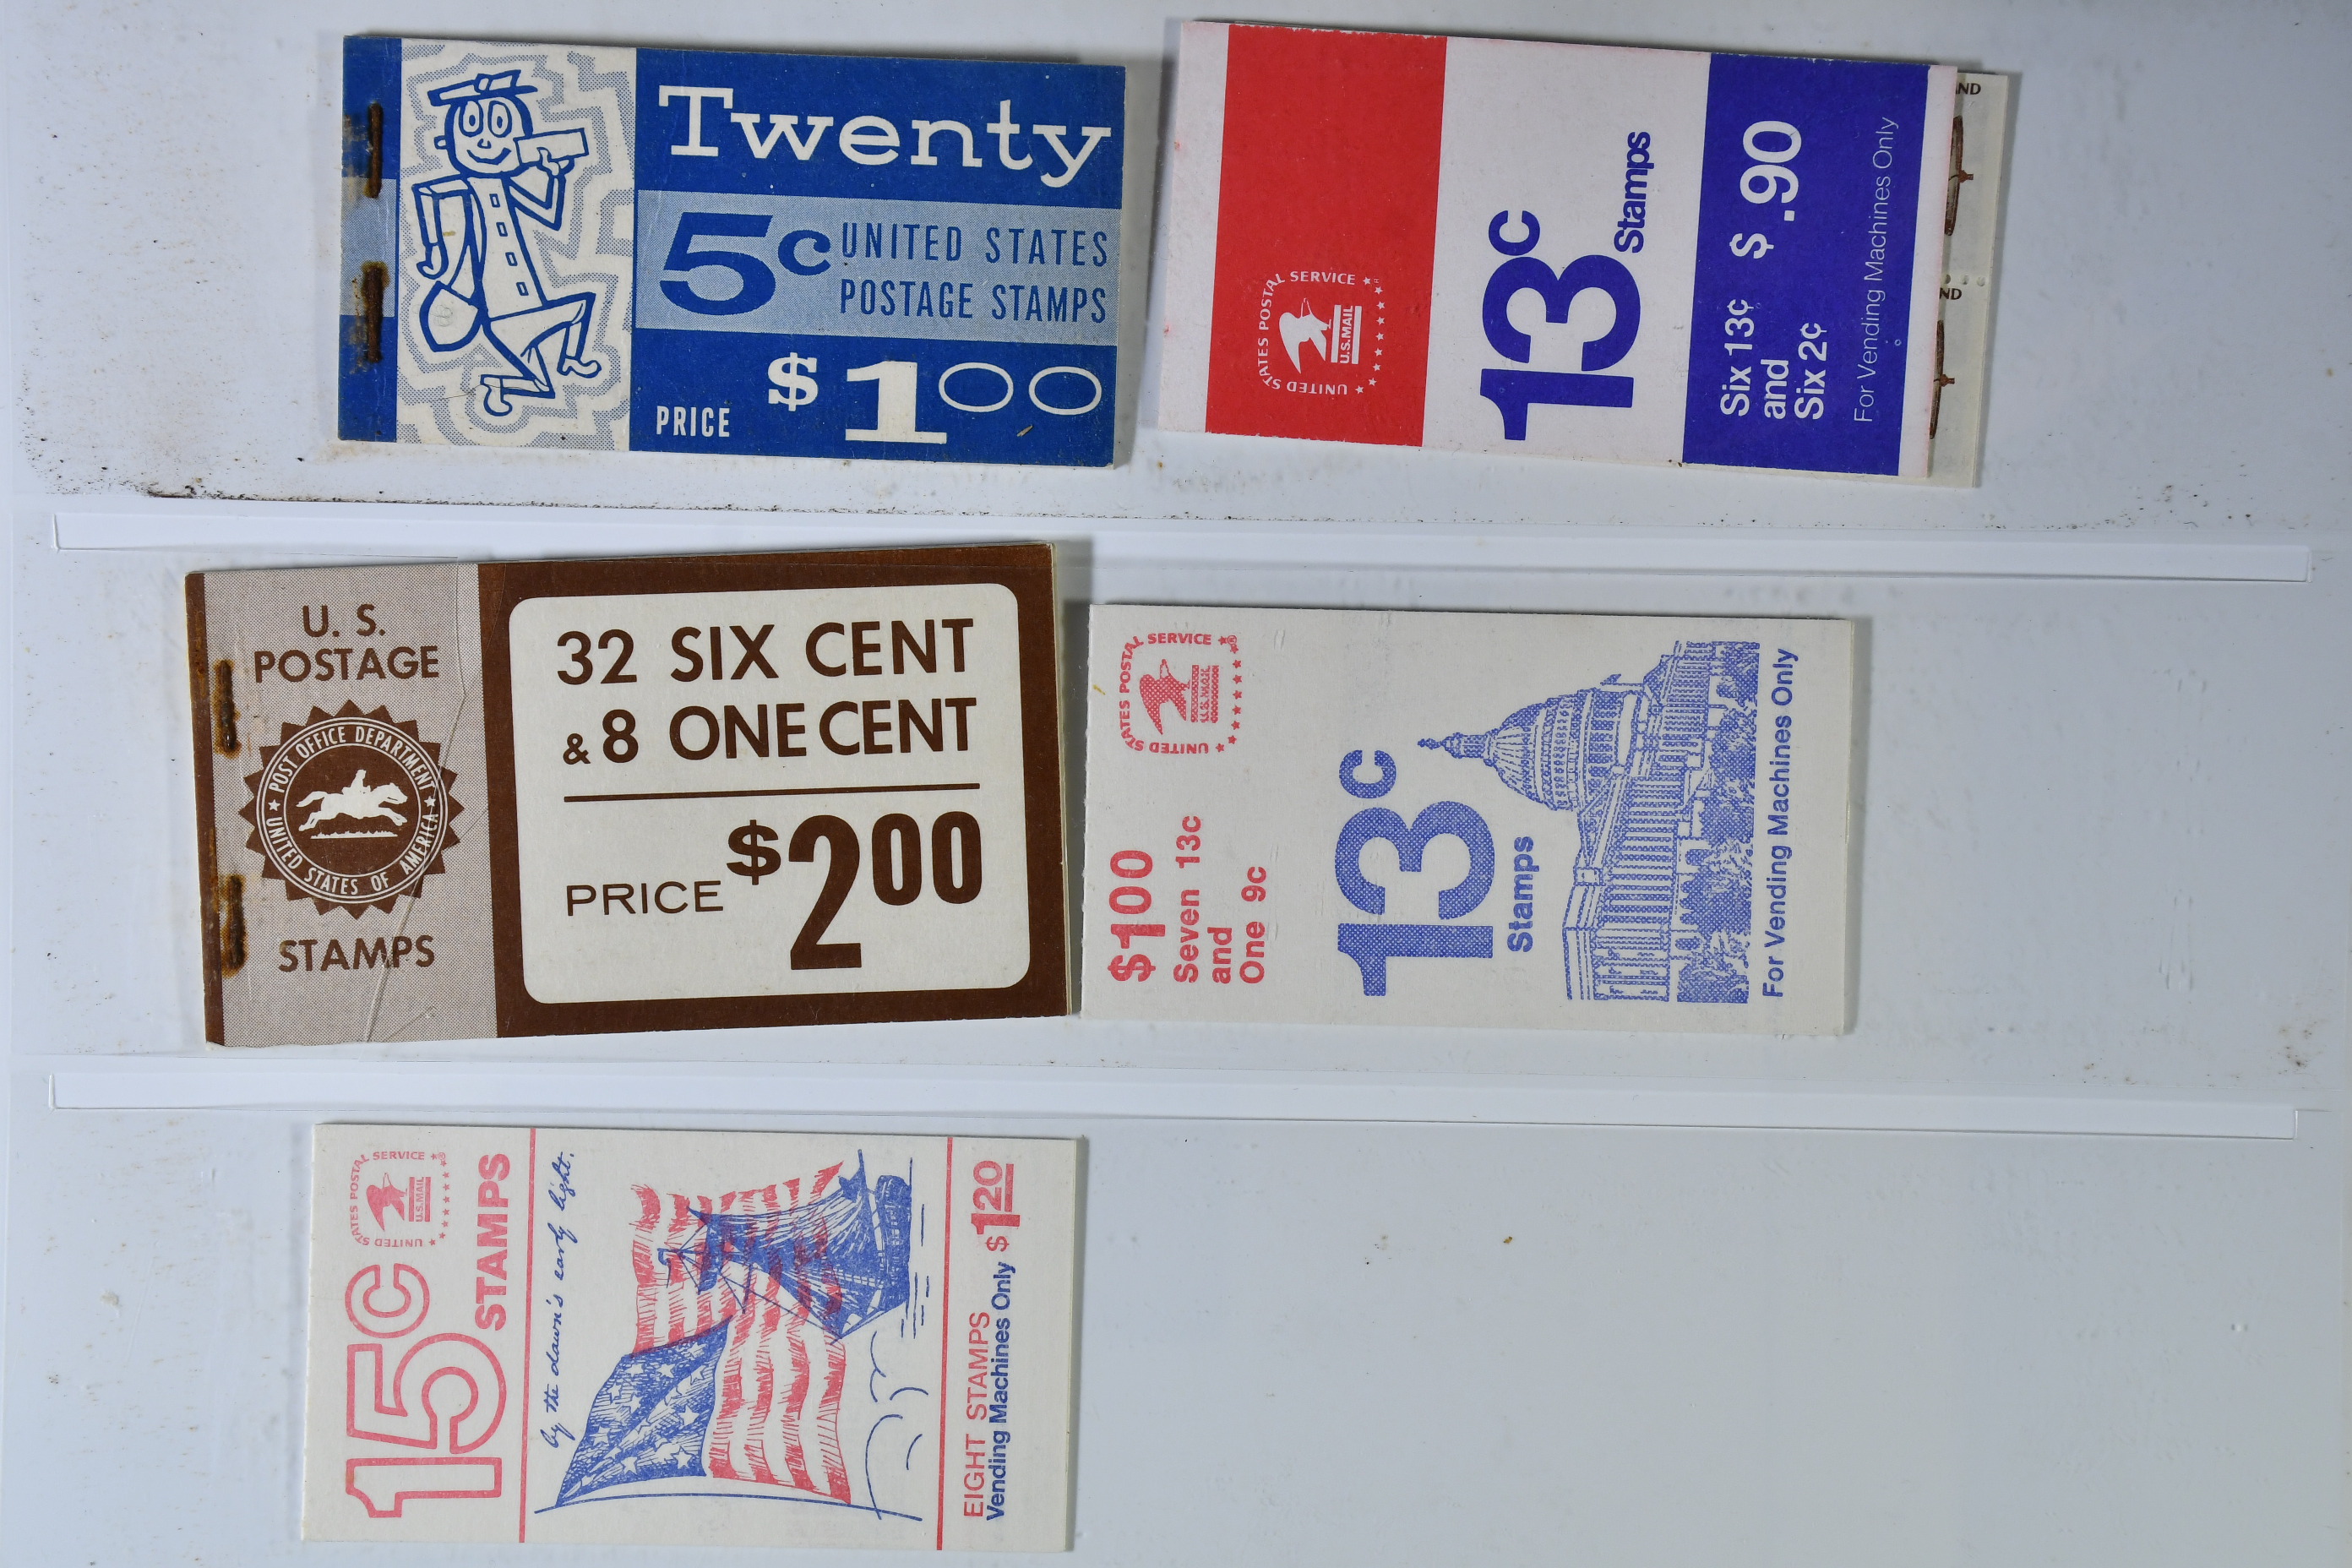 Twenty
5c UNITED STATES
POSTAGE STAMPS
PRICE $1 00
UNITED STATES POSTAL SERVICE
U.S.MAIL
13c
Stamps
Six 13¢ $ .90
and
Six 2¢
For Vending Machines Only
ND
ND
U. S.
POSTAGE
POST OFFICE DEPARTMENT
UNITED STATES OF AMERICA
STAMPS
32 SIX CENT
& 8 ONE CENT
PRICE $2 00
UNITED STATES POSTAL SERVICE
U.S.MAIL
$1 00
Seven 13c
and
One 9c
13c
Stamps
For Vending Machines Only
UNITED STATES POSTAL SERVICE
U.S.MAIL
15c
STAMPS
by the dawn's early light.
EIGHT STAMPS
Vending Machines Only $1 20